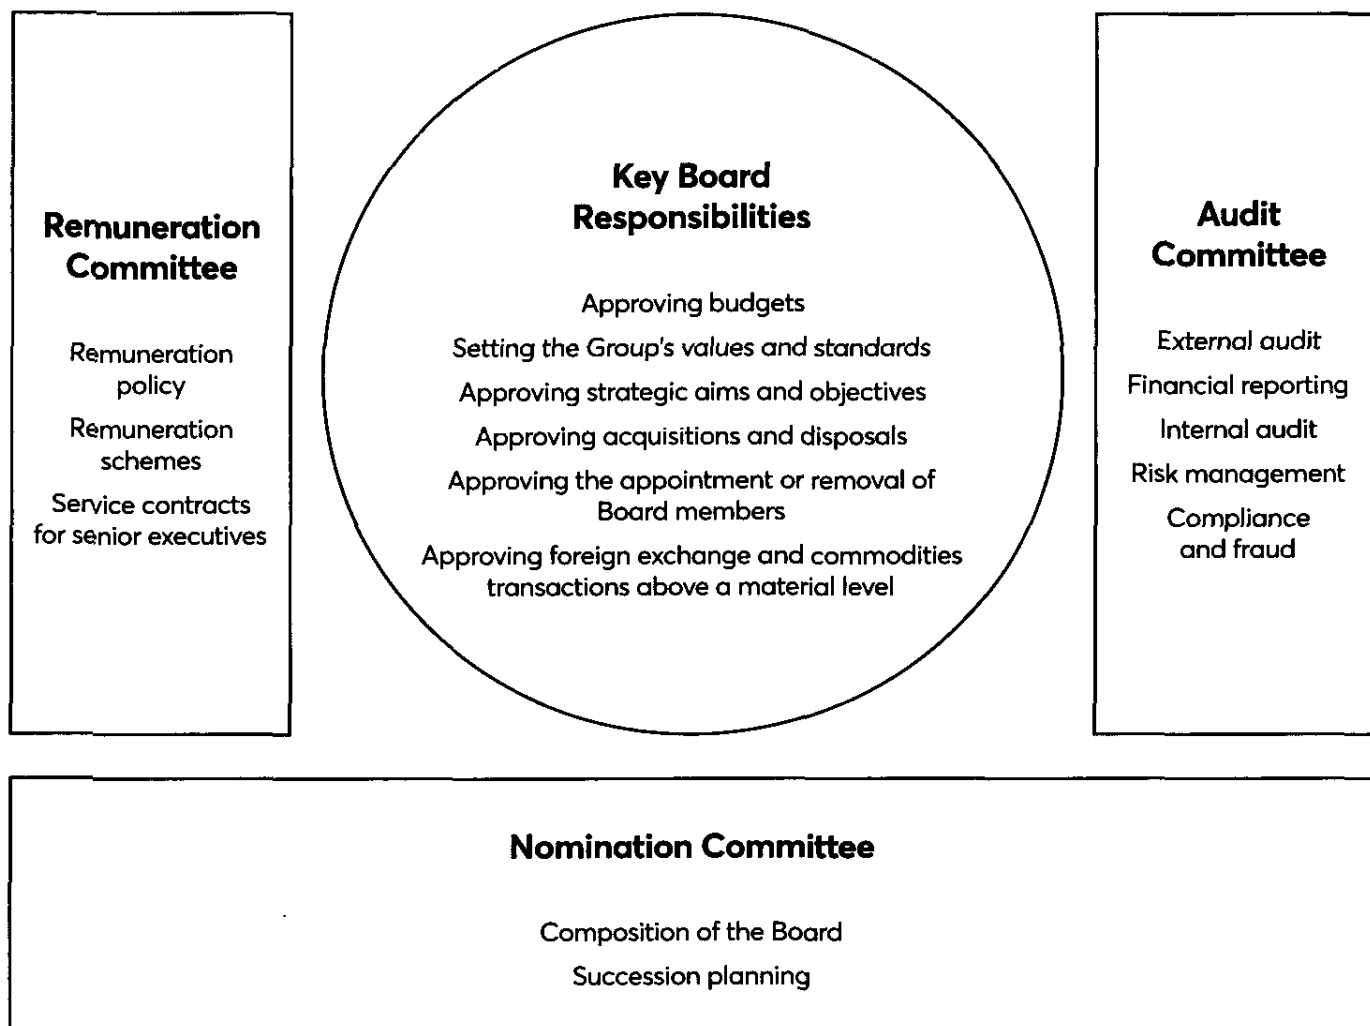 Remuneration
Committee
Remuneration
policy
Remuneration
schemes
Service contracts
for senior executives
Key Board
Responsibilities
Approving budgets
Setting the Group's values and standards
Approving strategic aims and objectives
Approving acquisitions and disposals
Approving the appointment or removal of
Board members
Approving foreign exchange and commodities
transactions above a material level
Audit
Committee
External audit
Financial reporting
Internal audit
Risk management
Compliance
and fraud
Nomination Committee
Composition of the Board
Succession planning